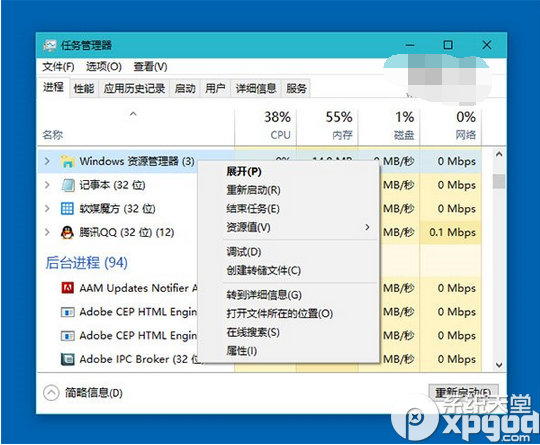 任务管理器
文件(F) 选项(O) 查看(V)
进程 性能 应用历史记录 启动 用户 详细信息 服务
38% 55% 1% 0%
名称 CPU 内存 磁盘 网络
Windows 资源管理器 (3) 0% 14.9 MB 0 MB/秒 0 Mbps
展开(P)
记事本 (32 位) MB/秒 0 Mbps
重新启动(R)
软媒魔方 (32 位) MB/秒 0 Mbps
结束任务(E)
腾讯QQ (32 位) (12) MB/秒 0.1 Mbps
资源值(V)
调试(D)
后台进程 (94)
创建转储文件(C)
AAM Updates Notifier A MB/秒 0 Mbps
转到详细信息(G)
Adobe CEP HTML Engin MB/秒 0 Mbps
打开文件所在的位置(O)
Adobe CEP HTML Engin MB/秒 0 Mbps
在线搜索(S)
Adobe IPC Broker (32 位) MB/秒 0 Mbps
属性(I)
简略信息(D) 重新启动(E)
系统天堂
xpgod.com